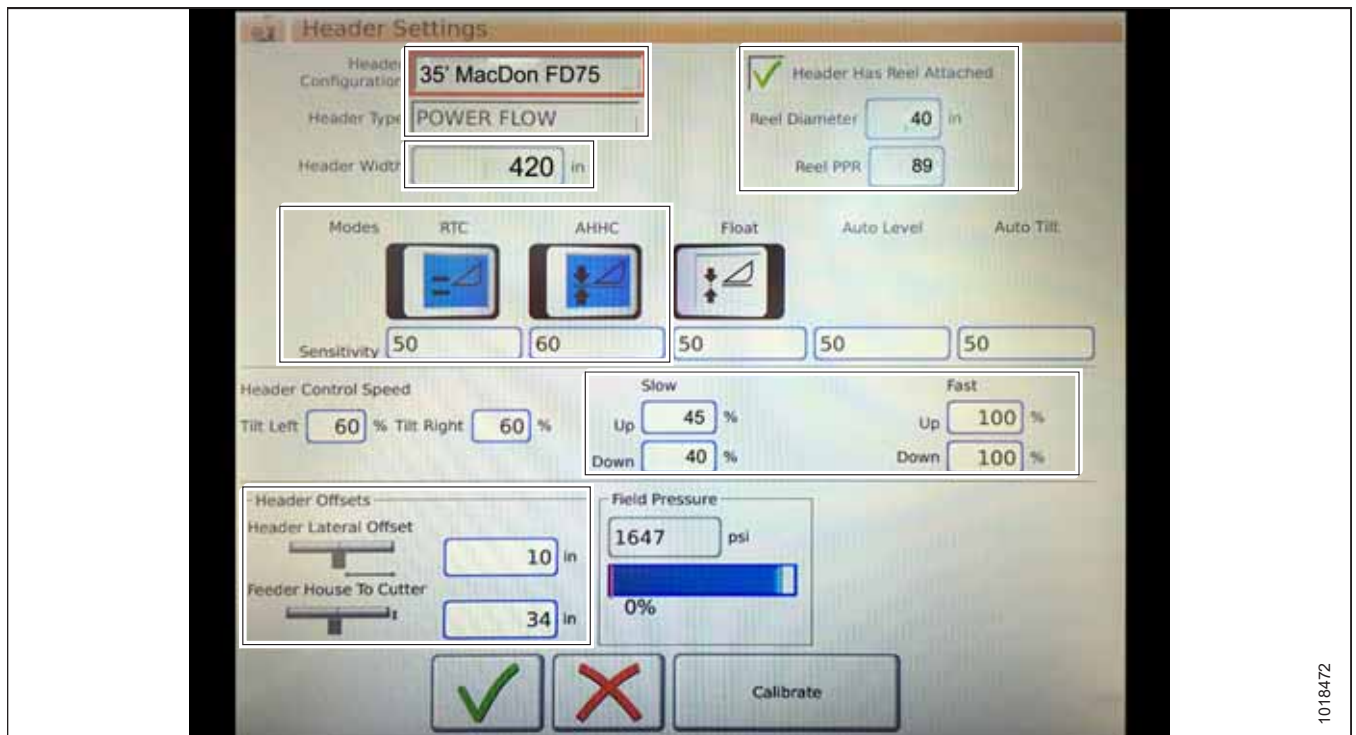 Header Settings
Header Configuration 35' MacDon FD75
Header Has Reel Attached
Header Type POWER FLOW
Reel Diameter 40 in
Header Width 420 in
Reel PPR 89
Modes RTC AHHC Float Auto Level Auto Tilt
Sensitivity 50 60 50 50 50
Header Control Speed
Slow Fast
Tilt Left 60 % Tilt Right 60 %
Up 45 % Up 100 %
Down 40 % Down 100 %
Header Offsets
Field Pressure
Header Lateral Offset
10 in
1647 psi
Feeder House To Cutter
34 in
0%
Calibrate
1018472